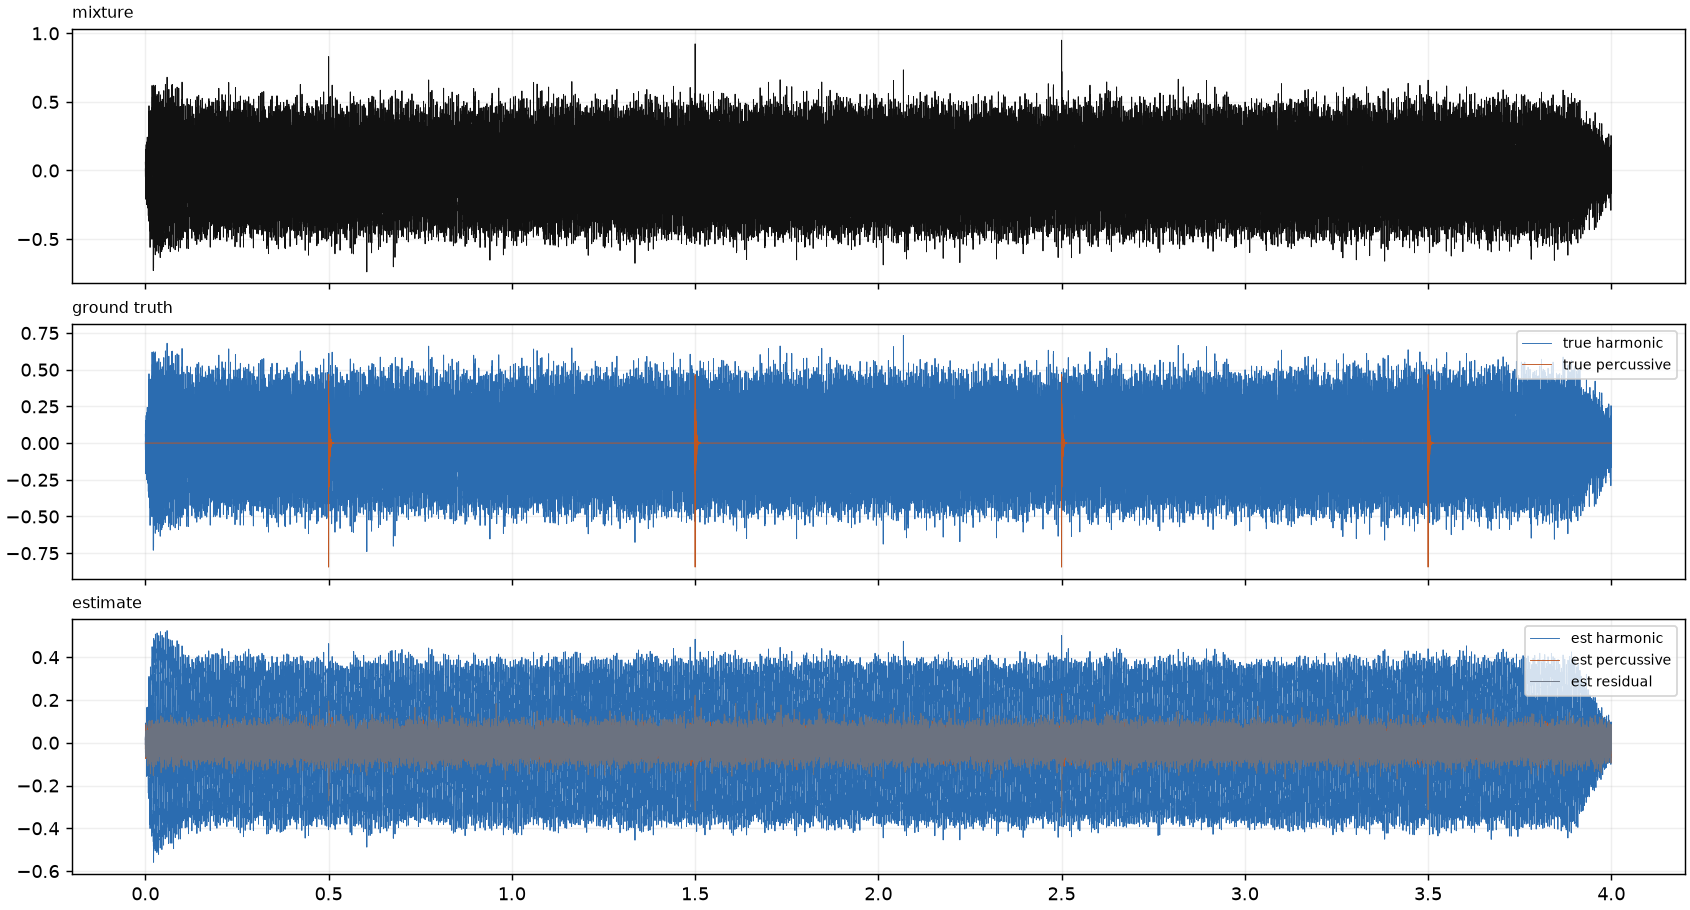 mixture
1.0
0.5
0.0
−0.5
ground truth
0.75
0.50
0.25
0.00
−0.25
−0.50
−0.75
true harmonic
true percussive
estimate
0.4
0.2
0.0
−0.2
−0.4
−0.6
est harmonic
est percussive
est residual
0.0 0.5 1.0 1.5 2.0 2.5 3.0 3.5 4.0